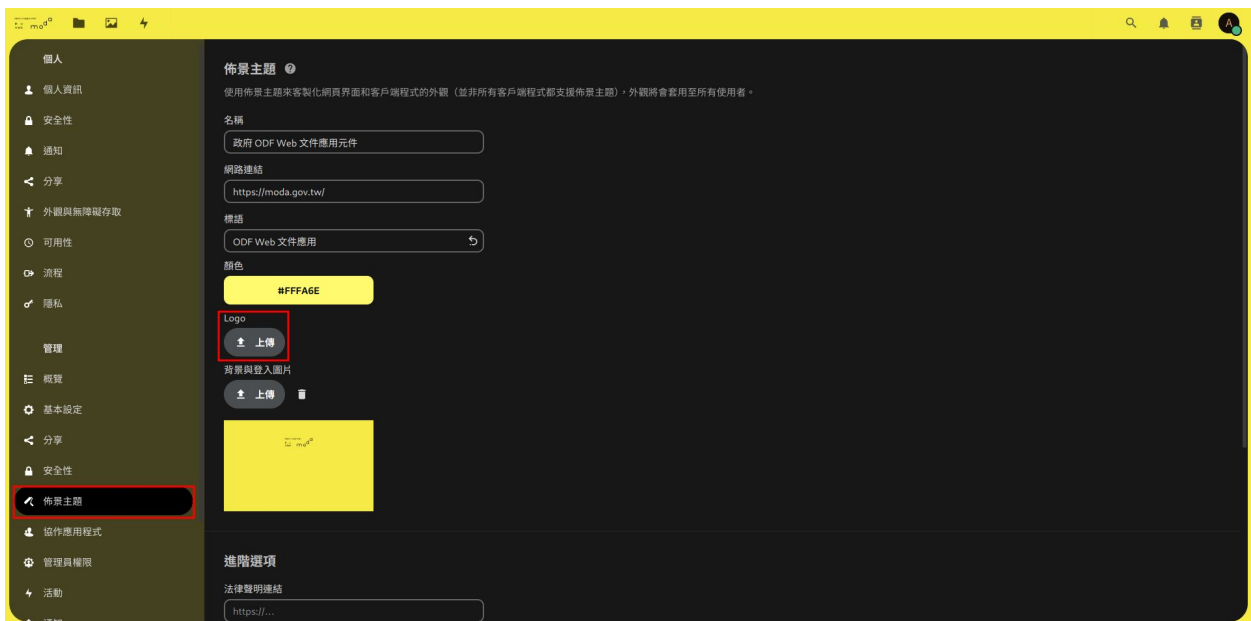 moda
A
個人
個人資訊
安全性
通知
分享
外觀與無障礙存取
可用性
流程
隱私
管理
概覽
基本設定
分享
安全性
佈景主題
協作應用程式
管理員權限
活動
佈景主題
使用佈景主題來客製化網頁界面和客戶端程式的外觀（並非所有客戶端程式都支援佈景主題），外觀將會套用至所有使用者。
名稱
政府 ODF Web 文件應用元件
網路連結
https://moda.gov.tw/
標語
ODF Web 文件應用
顏色
#FFFA6E
Logo
上傳
背景與登入圖片
上傳
moda
進階選項
法律聲明連結
https://...